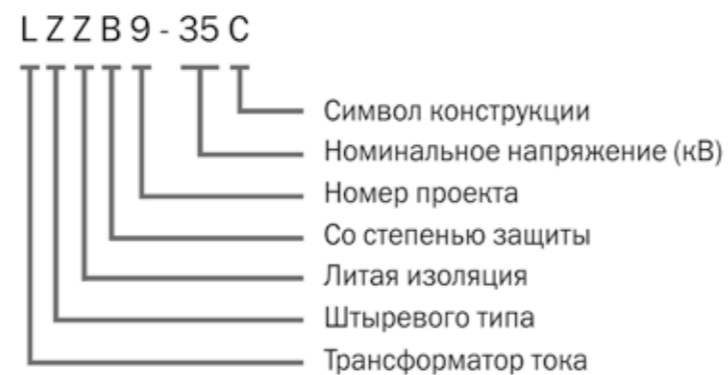 LZZB9-35C
Символ конструкции
Номинальное напряжение (кВ)
Номер проекта
Со степенью защиты
Литая изоляция
Штыревого типа
Трансформатор тока